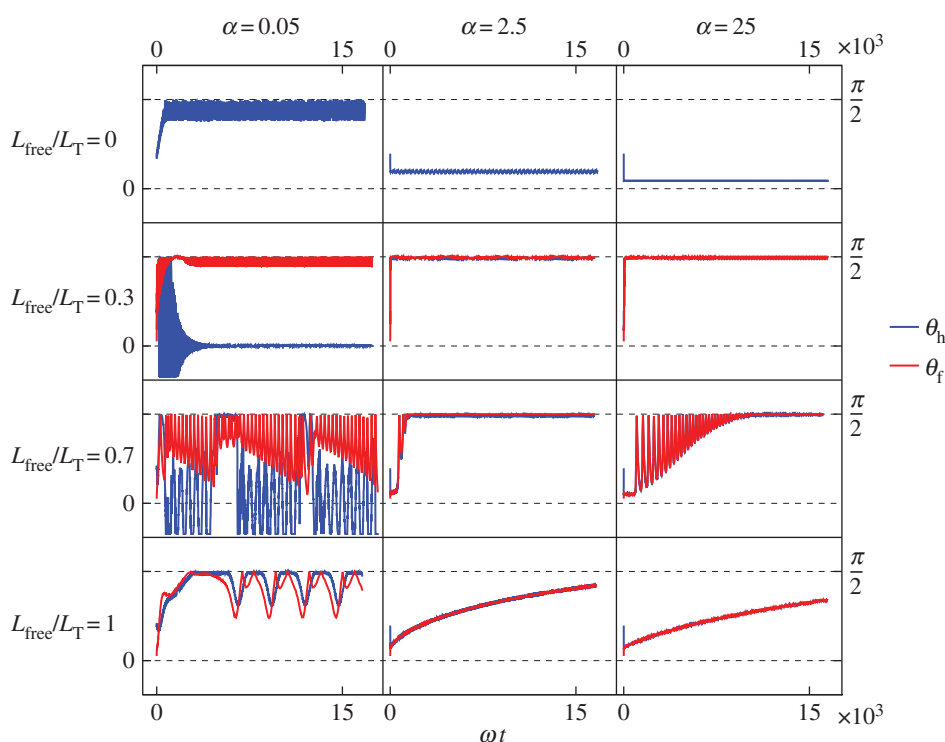 α = 0.05 α = 2.5 α = 25
0 15 0 15 0 15 ×10³
L_free/L_T = 0
π/2
0
L_free/L_T = 0.3
π/2
0
θ_h
θ_f
L_free/L_T = 0.7
π/2
0
L_free/L_T = 1
π/2
0
0 15 0 15 0 15 ×10³
ωt